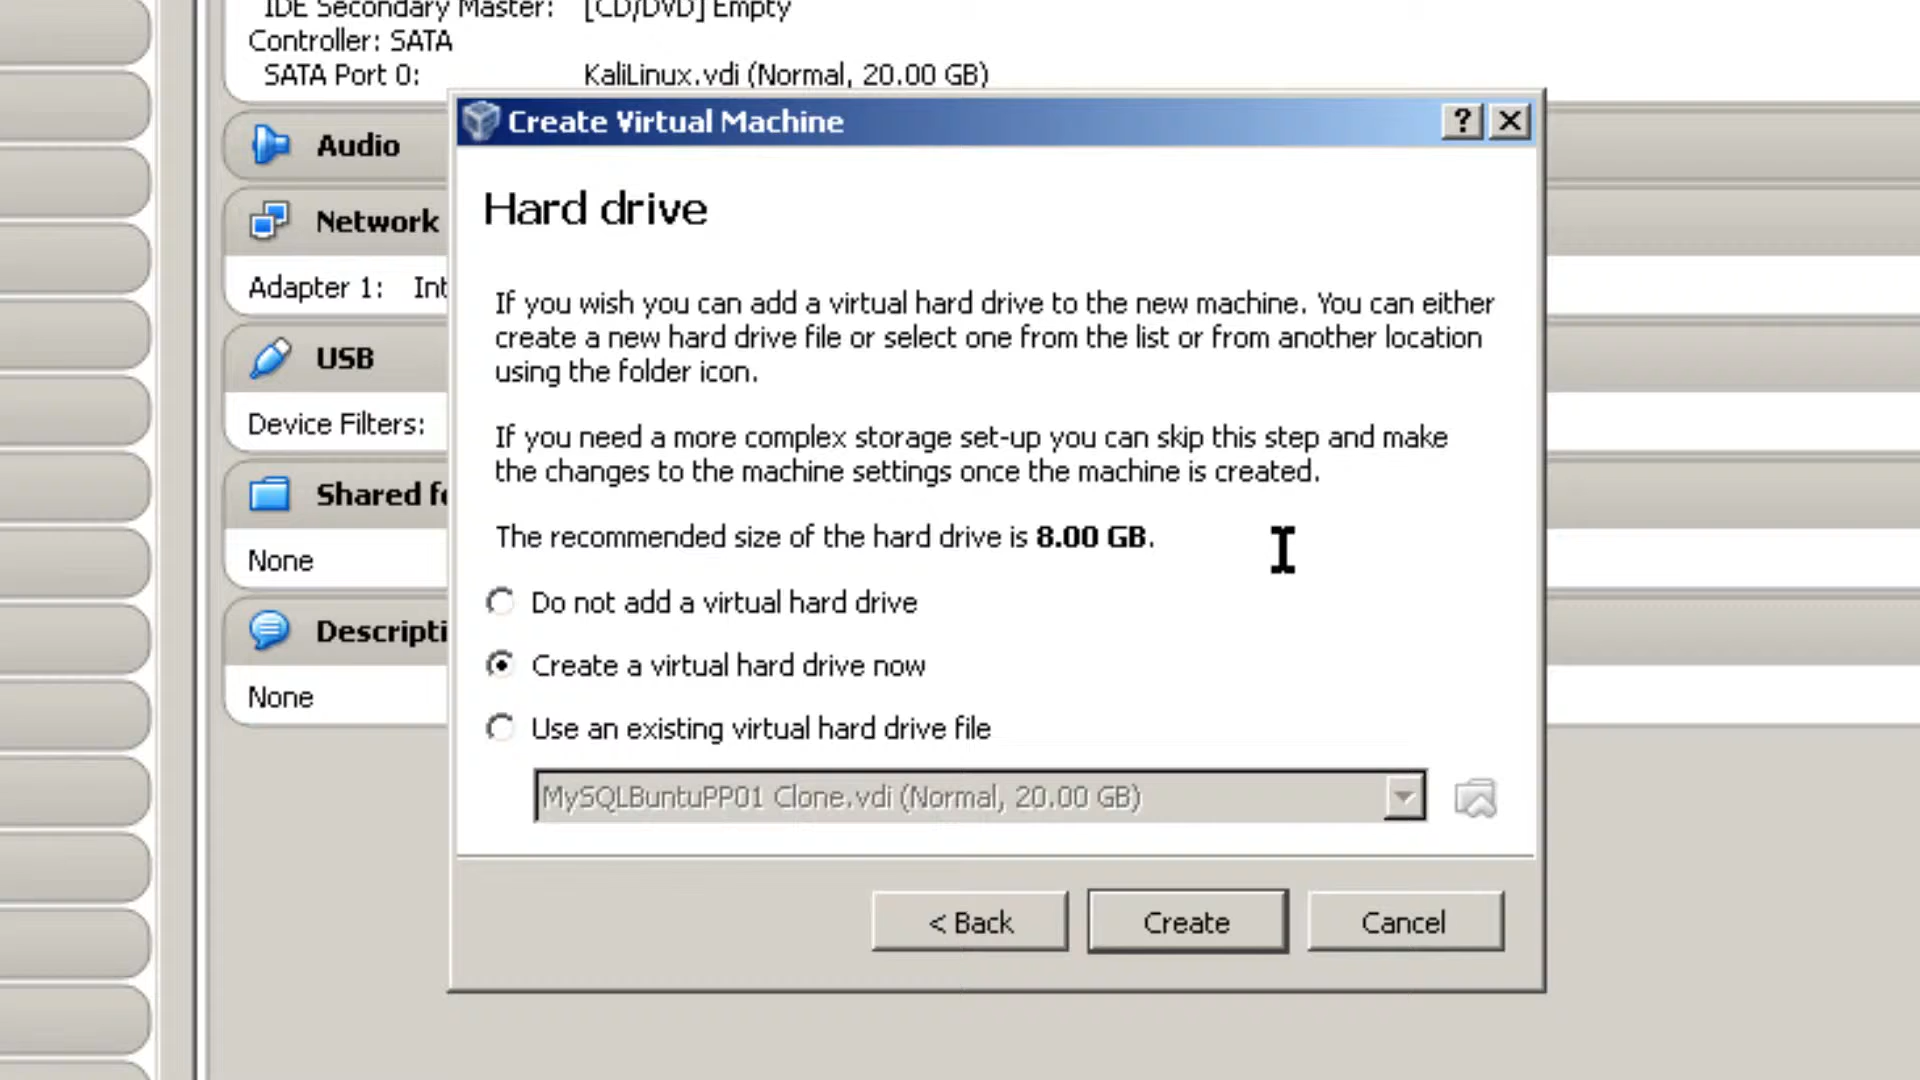 IDE Secondary Master: [CD/DVD] Empty
Controller: SATA
SATA Port 0: KaliLinux.vdi (Normal, 20.00 GB)
Create Virtual Machine
?
Audio
Hard drive
Network
Adapter 1: Int
If you wish you can add a virtual hard drive to the new machine. You can either
create a new hard drive file or select one from the list or from another location
using the folder icon.
USB
Device Filters:
If you need a more complex storage set-up you can skip this step and make
the changes to the machine settings once the machine is created.
Shared fo
The recommended size of the hard drive is 8.00 GB.
None
Do not add a virtual hard drive
Descripti
Create a virtual hard drive now
None
Use an existing virtual hard drive file
MySQLBuntuPP01 Clone.vdi (Normal, 20.00 GB)
< Back
Create
Cancel